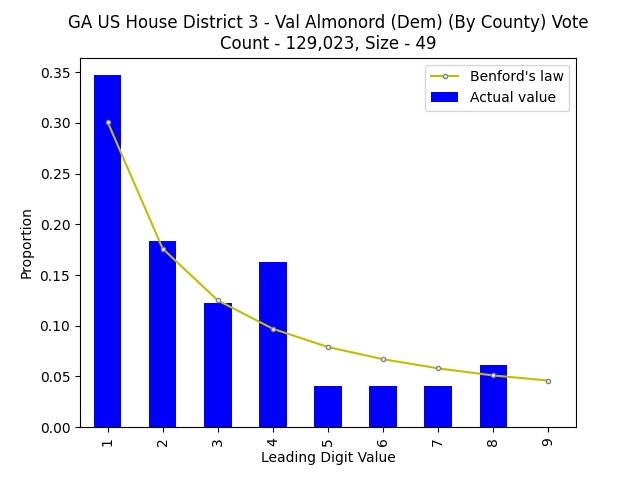 GA US House District 3 - Val Almonord (Dem) (By County) Vote
Count - 129,023, Size - 49
Benford's law
Actual value
Proportion
0.35
0.30
0.25
0.20
0.15
0.10
0.05
0.00
1 2 3 4 5 6 7 8 9
Leading Digit Value